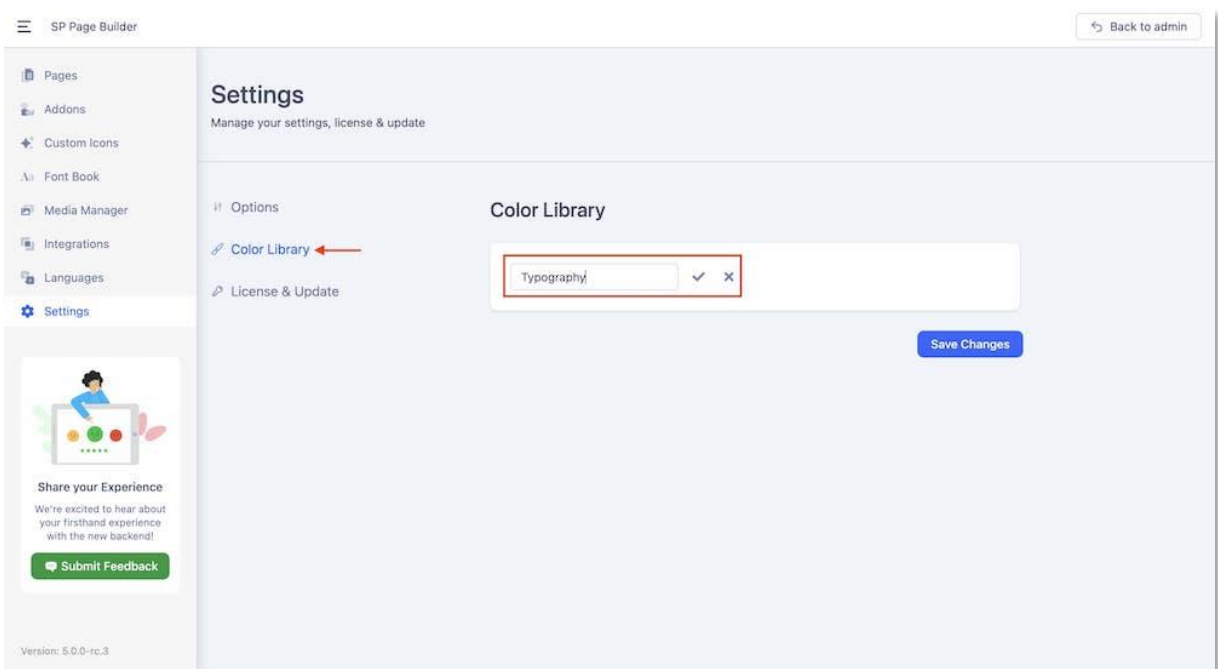 SP Page Builder
Back to admin
Pages
Addons
Custom Icons
Aa Font Book
Media Manager
Integrations
Languages
Settings
Share your Experience
We're excited to hear about
your firsthand experience
with the new backend!
Submit Feedback
Version: 5.0.0-rc.3
Settings
Manage your settings, license & update
Options
Color Library
License & Update
Color Library
Typography
Save Changes